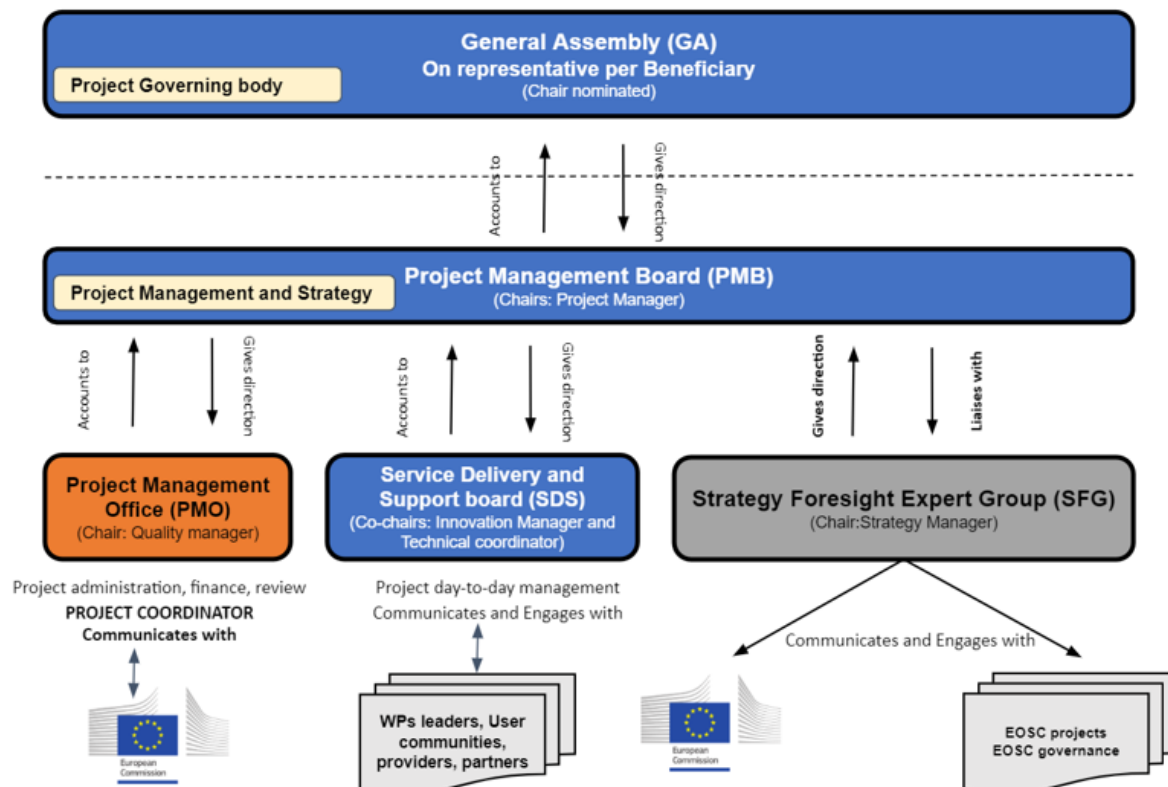 General Assembly (GA)
On representative per Beneficiary
(Chair nominated)
Project Governing body
Accounts to
Gives direction
Project Management Board (PMB)
(Chairs: Project Manager)
Project Management and Strategy
Accounts to
Gives direction
Accounts to
Gives direction
Gives direction
Liaises with
Project Management
Office (PMO)
(Chair: Quality manager)
Service Delivery and
Support board (SDS)
(Co-chairs: Innovation Manager and
Technical coordinator)
Strategy Foresight Expert Group (SFG)
(Chair:Strategy Manager)
Project administration, finance, review
PROJECT COORDINATOR
Communicates with
Project day-to-day management
Communicates and Engages with
Communicates and Engages with
European
Commission
WPs leaders, User
communities,
providers, partners
European
Commission
EOSC projects
EOSC governance